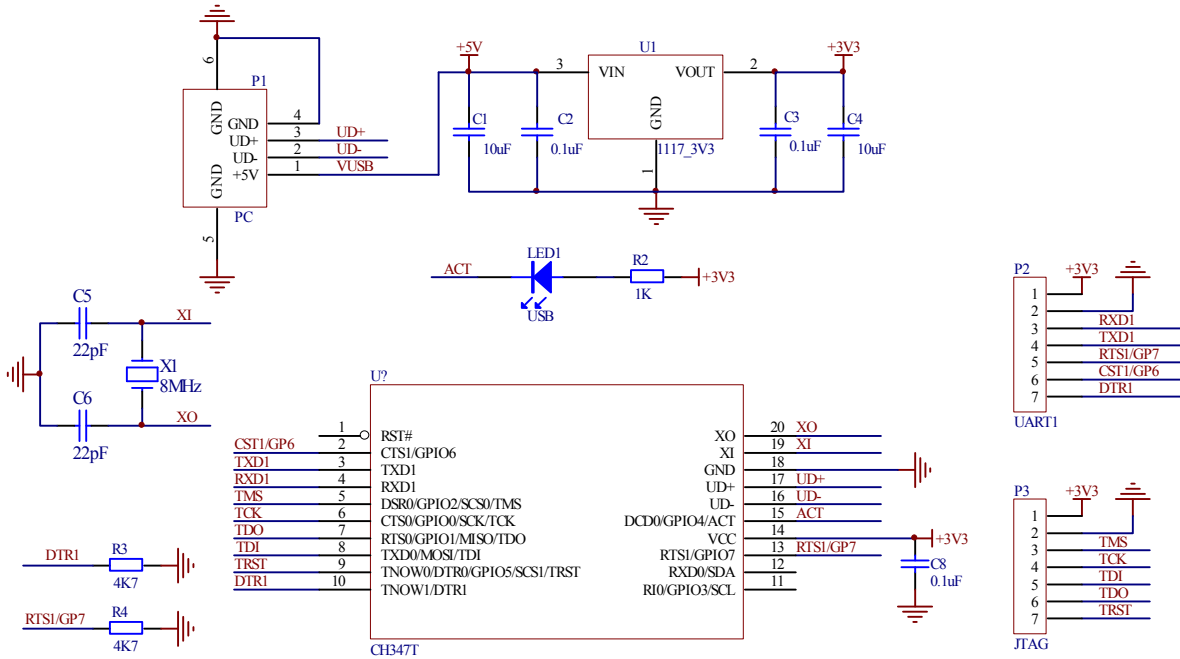 6
P1
GND
GND
4
UD+
3
UD+
UD-
2
UD-
+5V
1
VUSB
GND
PC
5
+5V
U1
+3V3
3
VIN
VOUT
2
GND
C1
10uF
C2
0.1uF
1117_3V3
1
C3
0.1uF
C4
10uF
ACT
LED1
USB
R2
1K
+3V3
C5
22pF
XI
X1
8MHz
C6
22pF
XO
P2
+3V3
1
2
3
RXD1
4
TXD1
5
RTS1/GP7
6
CST1/GP6
7
DTR1
UART1
U?
1
RST#
CST1/GP6
2
CTS1/GPIO6
TXD1
3
TXD1
RXD1
4
RXD1
TMS
5
DSR0/GPIO2/SCS0/TMS
TCK
6
CTS0/GPIO0/SCK/TCK
TDO
7
RTS0/GPIO1/MISO/TDO
TDI
8
TXD0/MOSI/TDI
TRST
9
TNOW0/DTR0/GPIO5/SCS1/TRST
DTR1
10
TNOW1/DTR1
XO
20
XO
XI
19
XI
GND
18
UD+
17
UD+
UD-
16
UD-
DCD0/GPIO4/ACT
15
ACT
VCC
14
+3V3
RTS1/GPIO7
13
RTS1/GP7
RXD0/SDA
12
RI0/GPIO3/SCL
11
C8
0.1uF
CH347T
DTR1
R3
4K7
RTS1/GP7
R4
4K7
P3
+3V3
1
2
3
TMS
4
TCK
5
TDI
6
TDO
7
TRST
JTAG